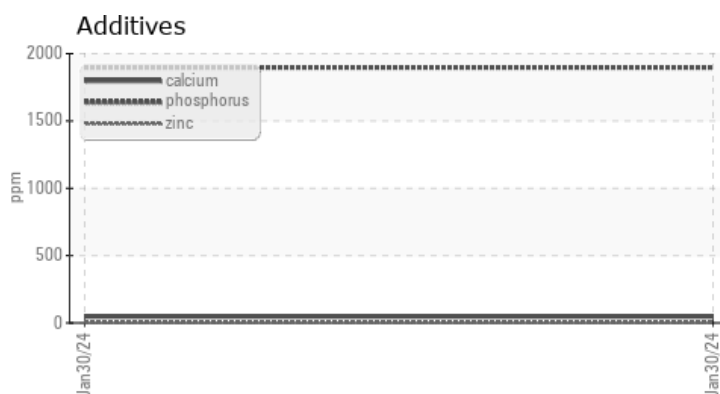 Additives
2000
calcium
phosphorus
1500
zinc
1000
ppm
500
0
Jan30/24
Jan30/24